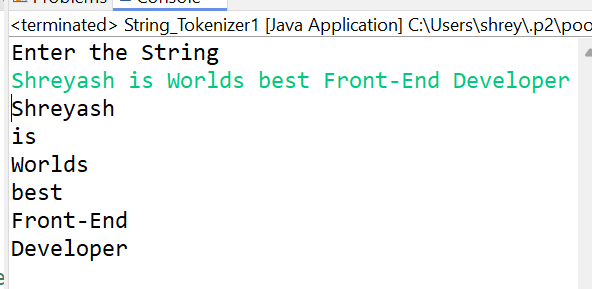 Problems Console
<terminated> String_Tokenizer1 [Java Application] C:\Users\shrey\.p2\poo
Enter the String
Shreyash is Worlds best Front-End Developer
Shreyash
is
Worlds
best
Front-End
Developer